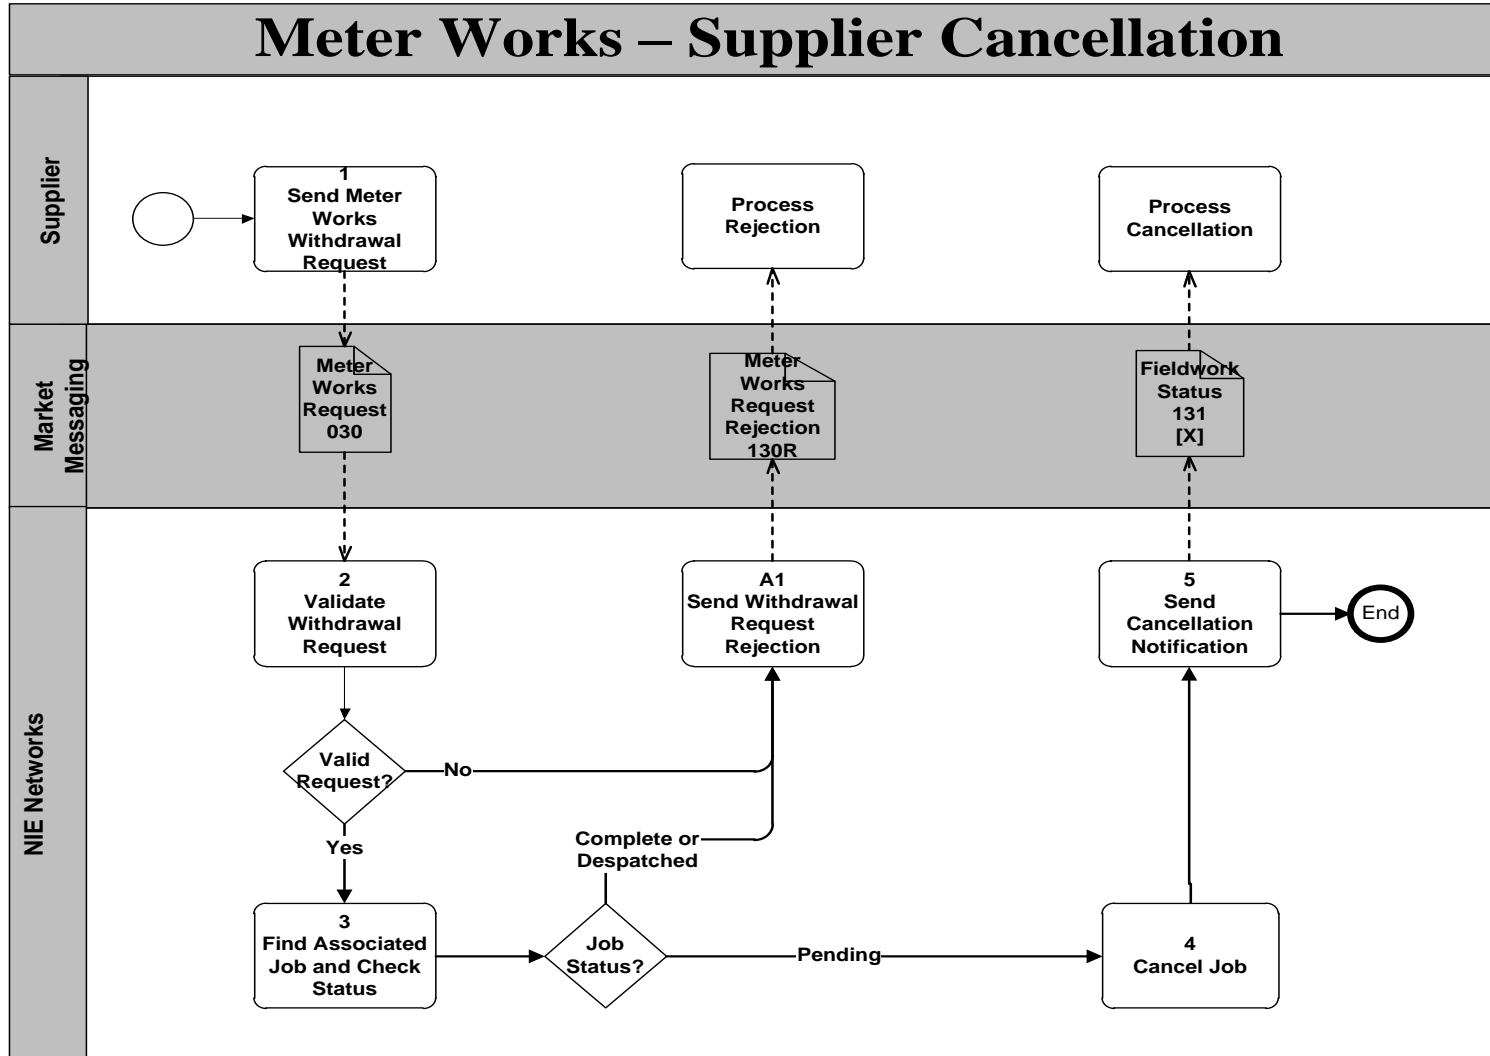 Meter Works – Supplier Cancellation
Supplier
1
Send Meter
Works
Withdrawal
Request
Process
Rejection
Process
Cancellation
Market
Messaging
Meter
Works
Request
030
Meter
Works
Request
Rejection
130R
Fieldwork
Status
131
[X]
NIE Networks
2
Validate
Withdrawal
Request
A1
Send Withdrawal
Request
Rejection
5
Send
Cancellation
Notification
End
Valid
Request?
No
Yes
Complete or
Despatched
3
Find Associated
Job and Check
Status
Job
Status?
Pending
4
Cancel Job